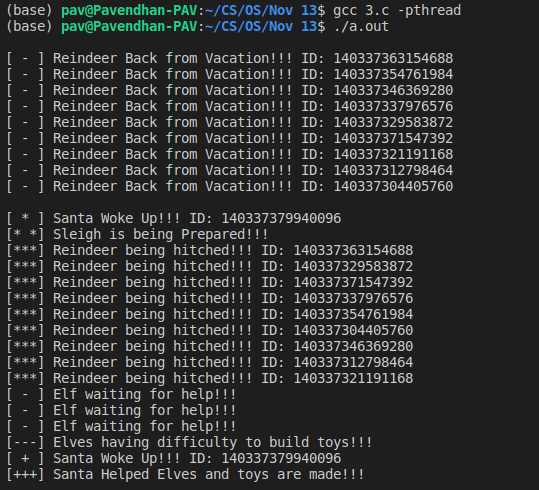 (base) pav@Pavendhan-PAV:~/CS/OS/Nov 13$ gcc 3.c -pthread
(base) pav@Pavendhan-PAV:~/CS/OS/Nov 13$ ./a.out
[ - ] Reindeer Back from Vacation!!! ID: 140337363154688
[ - ] Reindeer Back from Vacation!!! ID: 140337354761984
[ - ] Reindeer Back from Vacation!!! ID: 140337346369280
[ - ] Reindeer Back from Vacation!!! ID: 140337337976576
[ - ] Reindeer Back from Vacation!!! ID: 140337329583872
[ - ] Reindeer Back from Vacation!!! ID: 140337371547392
[ - ] Reindeer Back from Vacation!!! ID: 140337321191168
[ - ] Reindeer Back from Vacation!!! ID: 140337312798464
[ - ] Reindeer Back from Vacation!!! ID: 140337304405760
[ * ] Santa Woke Up!!! ID: 140337379940096
[* *] Sleigh is being Prepared!!!
[***] Reindeer being hitched!!! ID: 140337363154688
[***] Reindeer being hitched!!! ID: 140337329583872
[***] Reindeer being hitched!!! ID: 140337371547392
[***] Reindeer being hitched!!! ID: 140337337976576
[***] Reindeer being hitched!!! ID: 140337354761984
[***] Reindeer being hitched!!! ID: 140337304405760
[***] Reindeer being hitched!!! ID: 140337346369280
[***] Reindeer being hitched!!! ID: 140337312798464
[***] Reindeer being hitched!!! ID: 140337321191168
[ - ] Elf waiting for help!!!
[ - ] Elf waiting for help!!!
[ - ] Elf waiting for help!!!
[---] Elves having difficulty to build toys!!!
[ + ] Santa Woke Up!!! ID: 140337379940096
[+++] Santa Helped Elves and toys are made!!!